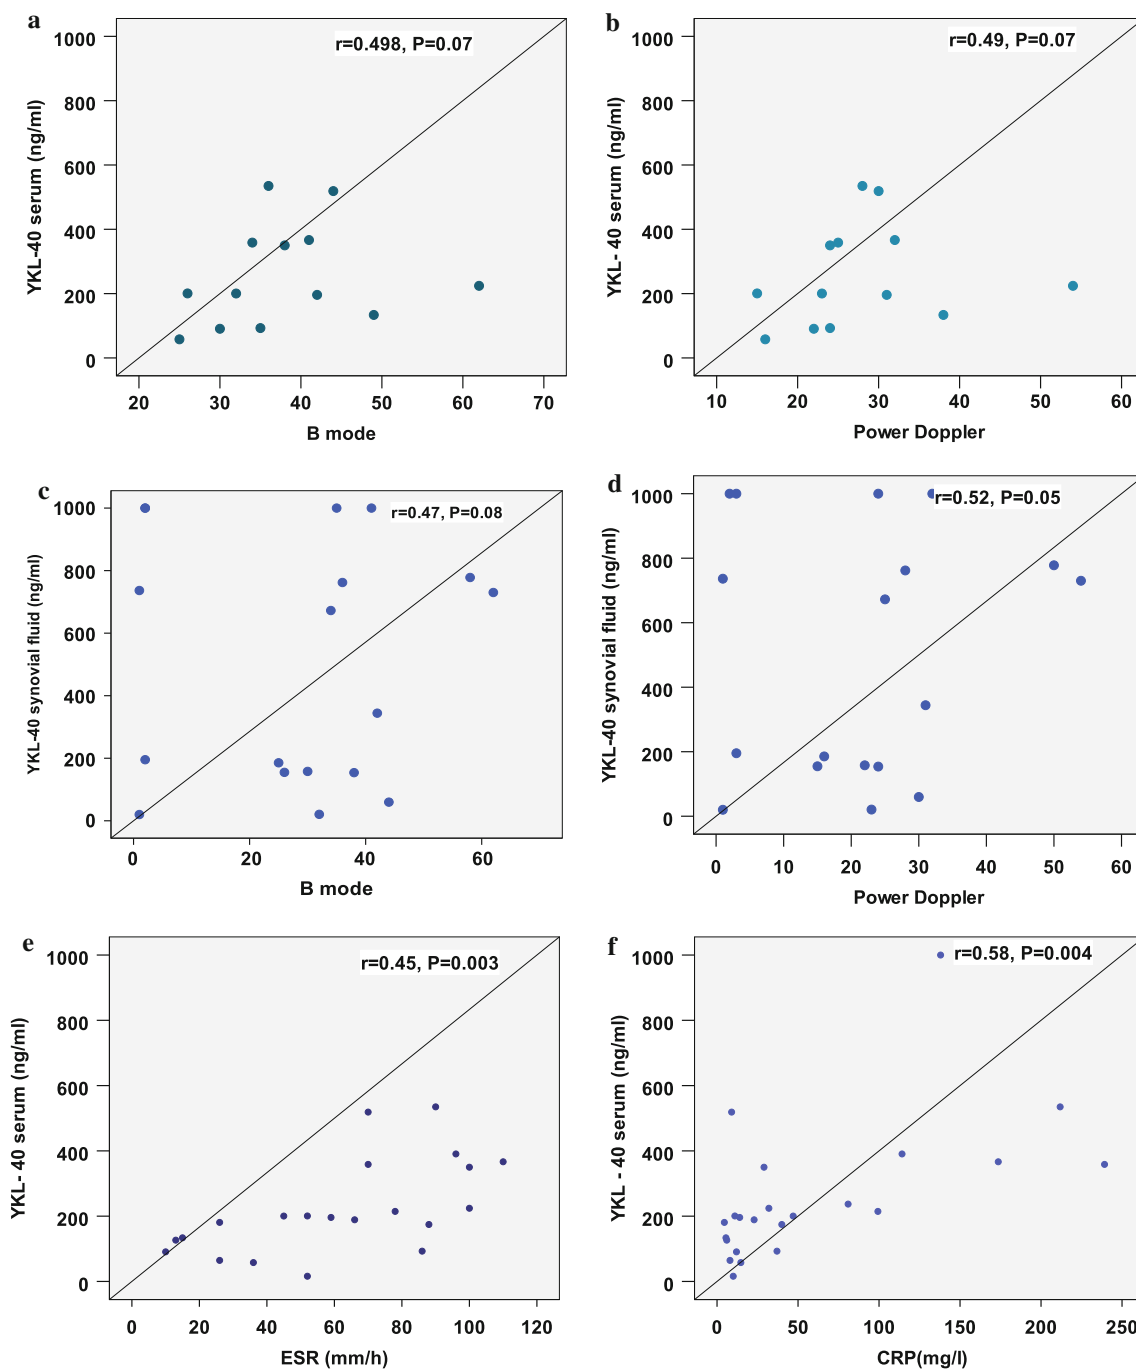 a
r=0.498, P=0.07
YKL-40 serum (ng/ml)
1000
800
600
400
200
0
20 30 40 50 60 70
B mode
b
r=0.49, P=0.07
YKL- 40 serum (ng/ml)
1000
800
600
400
200
0
10 20 30 40 50 60
Power Doppler
c
r=0.47, P=0.08
YKL-40 synovial fluid (ng/ml)
1000
800
600
400
200
0
0 20 40 60
B mode
d
r=0.52, P=0.05
YKL-40 synovial fluid (ng/ml)
1000
800
600
400
200
0
0 10 20 30 40 50 60
Power Doppler
e
r=0.45, P=0.003
YKL- 40 serum (ng/ml)
1000
800
600
400
200
0
0 20 40 60 80 100 120
ESR (mm/h)
f
r=0.58, P=0.004
YKL - 40 serum (ng/ml)
1000
800
600
400
200
0
0 50 100 150 200 250
CRP(mg/l)